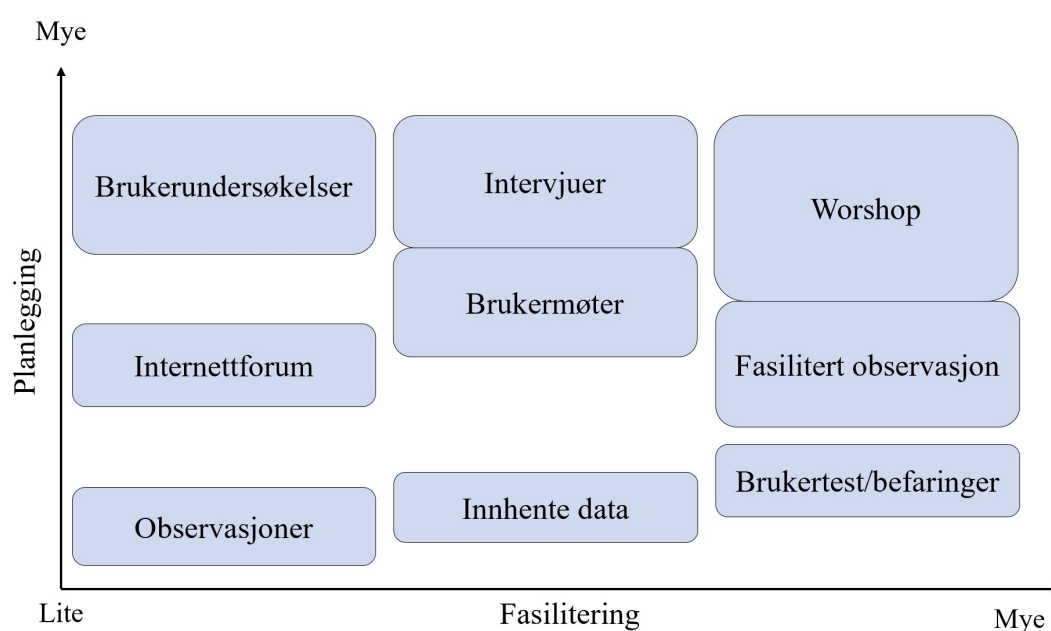 Mye
Brukerundersøkelser
Intervjuer
Worshop
Brukermøter
Planlegging
Internettforum
Fasilitert observasjon
Brukertest/befaringer
Innhente data
Observasjoner
Lite
Fasilitering
Mye